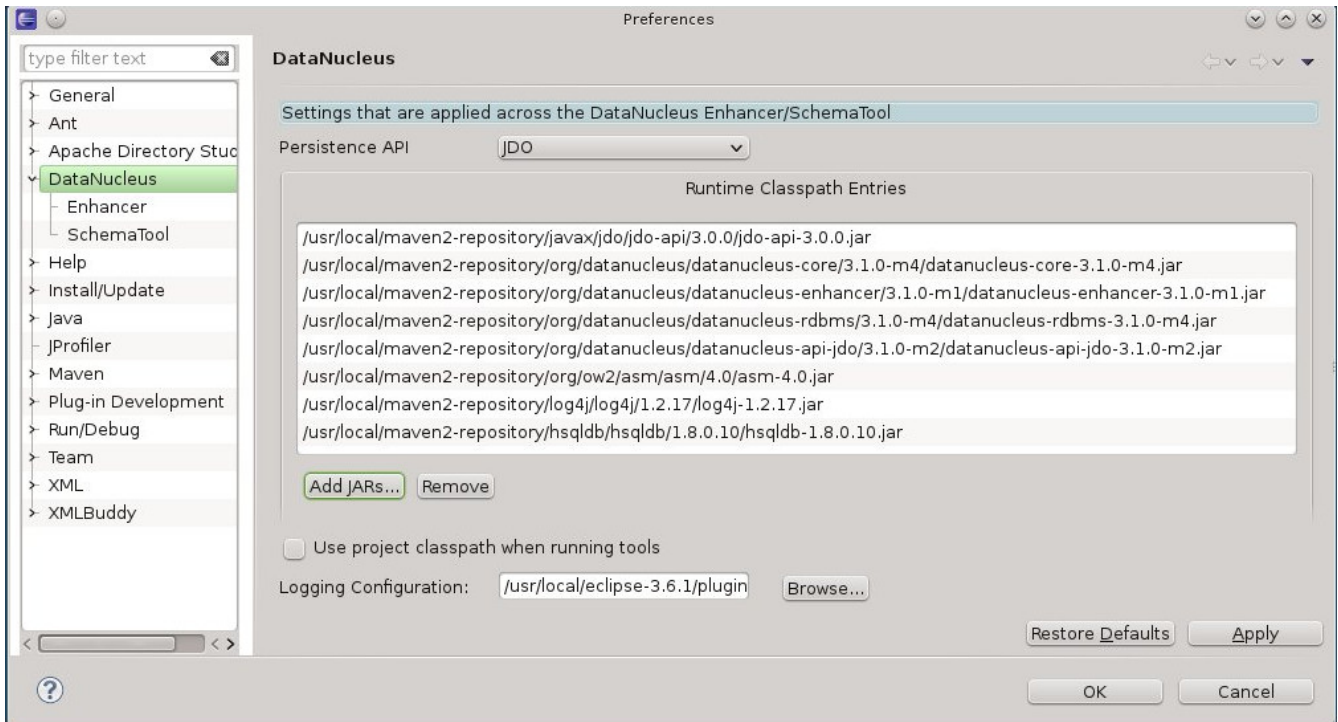 Preferences
type filter text
General
Ant
Apache Directory Stud
DataNucleus
Enhancer
SchemaTool
Help
Install/Update
Java
JProfiler
Maven
Plug-in Development
Run/Debug
Team
XML
XMLBuddy
DataNucleus
Settings that are applied across the DataNucleus Enhancer/SchemaTool
Persistence API JDO
Runtime Classpath Entries
/usr/local/maven2-repository/javax/jdo/jdo-api/3.0.0/jdo-api-3.0.0.jar
/usr/local/maven2-repository/org/datanucleus/datanucleus-core/3.1.0-m4/datanucleus-core-3.1.0-m4.jar
/usr/local/maven2-repository/org/datanucleus/datanucleus-enhancer/3.1.0-m1/datanucleus-enhancer-3.1.0-m1.jar
/usr/local/maven2-repository/org/datanucleus/datanucleus-rdbms/3.1.0-m4/datanucleus-rdbms-3.1.0-m4.jar
/usr/local/maven2-repository/org/datanucleus/datanucleus-api-jdo/3.1.0-m2/datanucleus-api-jdo-3.1.0-m2.jar
/usr/local/maven2-repository/org/ow2/asm/asm/4.0/asm-4.0.jar
/usr/local/maven2-repository/log4j/log4j/1.2.17/log4j-1.2.17.jar
/usr/local/maven2-repository/hsqldb/hsqldb/1.8.0.10/hsqldb-1.8.0.10.jar
Add JARs... Remove
Use project classpath when running tools
Logging Configuration: /usr/local/eclipse-3.6.1/plugin Browse...
Restore Defaults Apply
OK Cancel